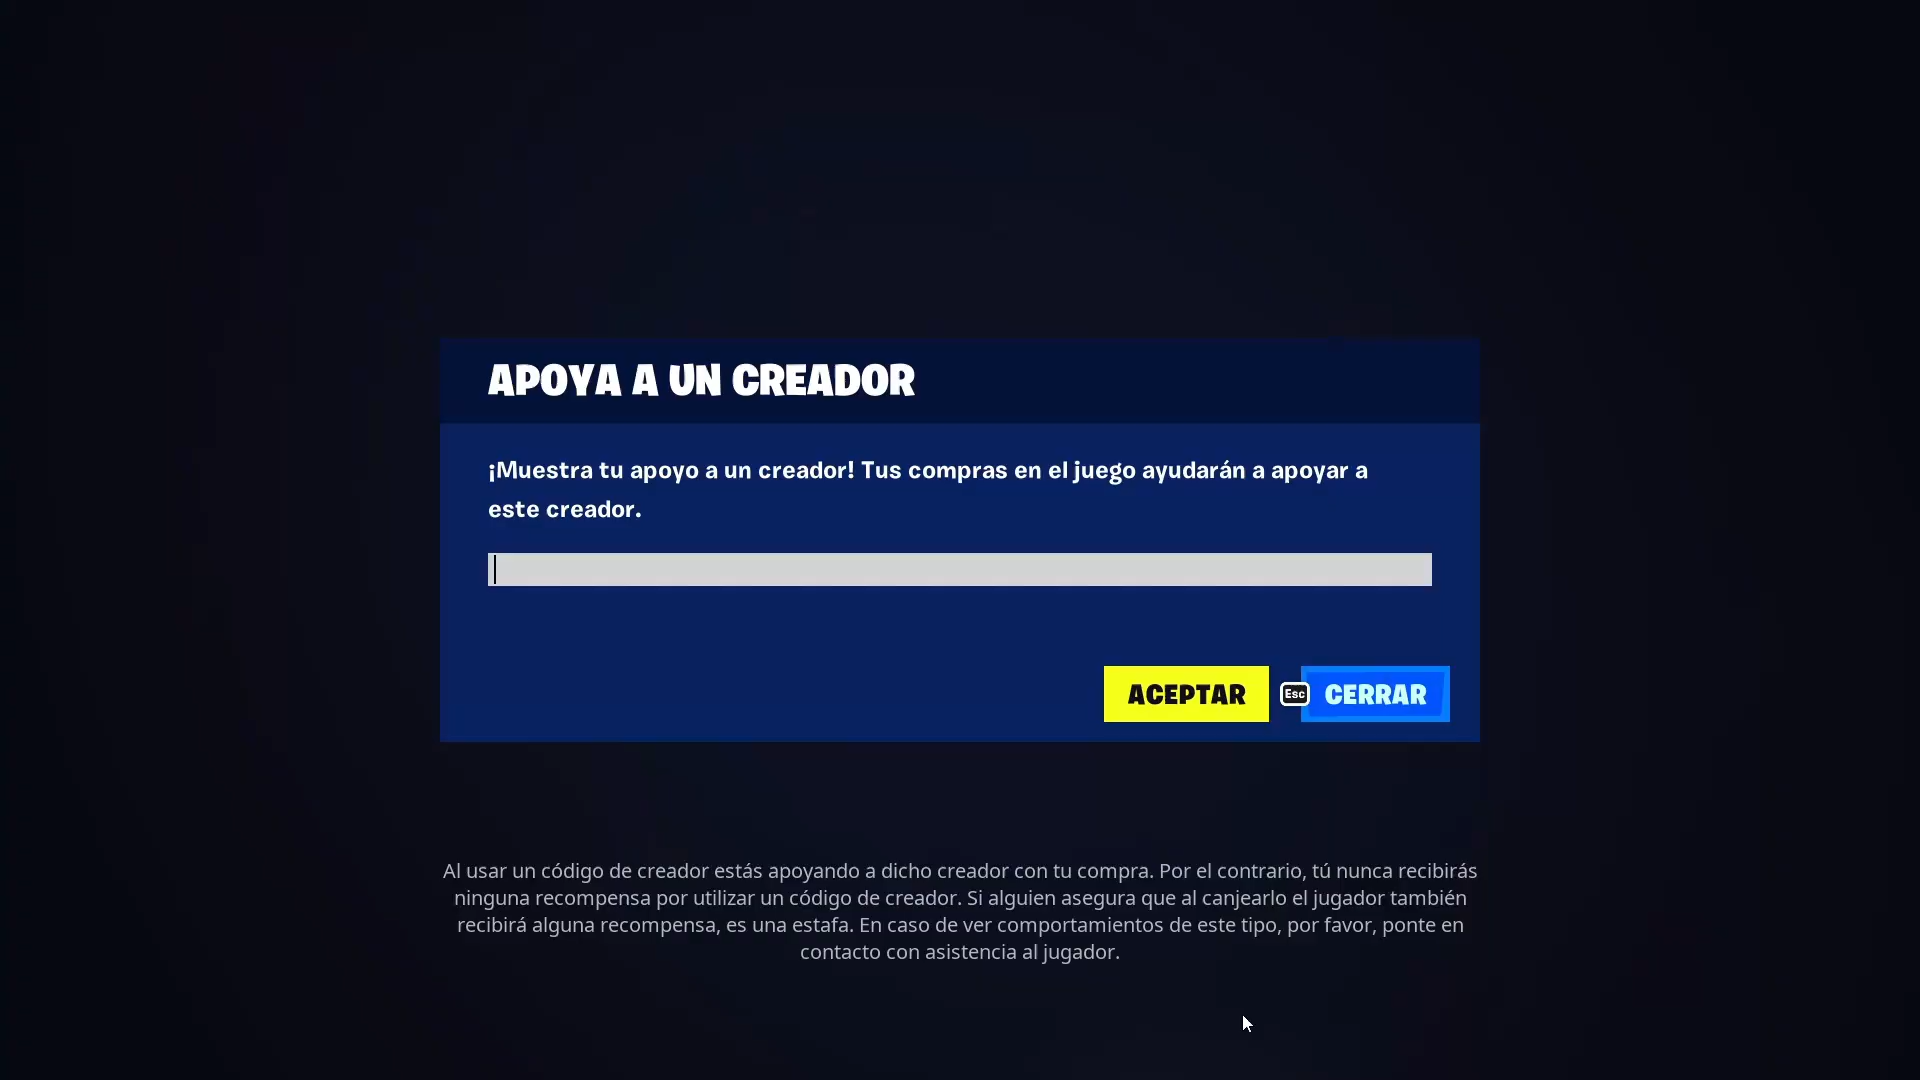 APOYA A UN CREADOR
¡Muestra tu apoyo a un creador! Tus compras en el juego ayudarán a apoyar a
este creador.
ACEPTAR
Esc
CERRAR
Al usar un código de creador estás apoyando a dicho creador con tu compra. Por el contrario, tú nunca recibirás
ninguna recompensa por utilizar un código de creador. Si alguien asegura que al canjearlo el jugador también
recibirá alguna recompensa, es una estafa. En caso de ver comportamientos de este tipo, por favor, ponte en
contacto con asistencia al jugador.